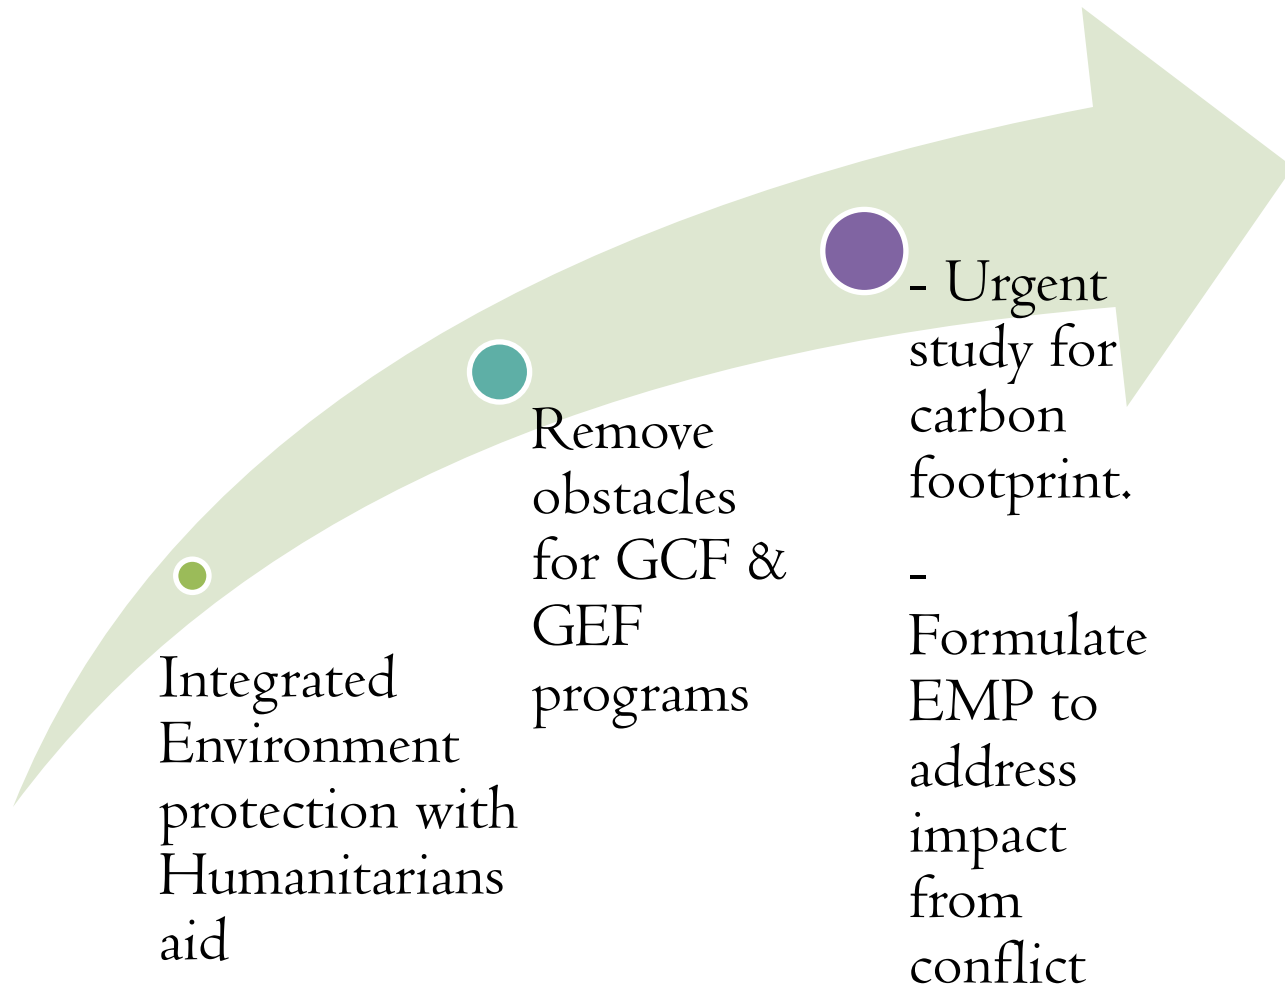 Integrated
Environment
protection with
Humanitarians
aid
Remove
obstacles
for GCF &
GEF
programs
- Urgent
study for
carbon
footprint.
-
Formulate
EMP to
address
impact
from
conflict